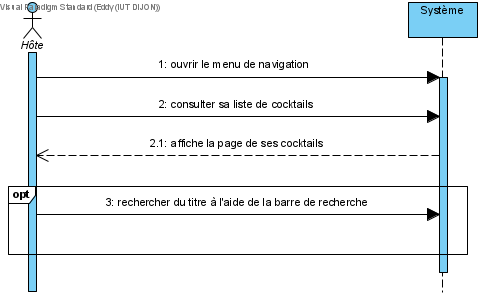 Visual Paradigm Standard (Eddy (IUT DIJON))
Système
Hôte
1: ouvrir le menu de navigation
2: consulter sa liste de cocktails
2.1: affiche la page de ses cocktails
opt
3: rechercher du titre à l'aide de la barre de recherche